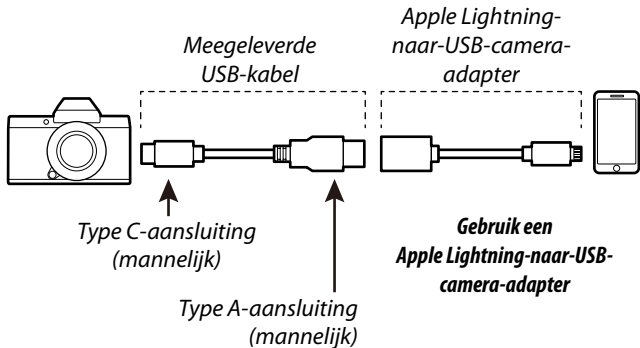 Meegeleverde
USB-kabel
Apple Lightning-
naar-USB-camera-
adapter
Type C-aansluiting
(mannelijk)
Type A-aansluiting
(mannelijk)
Gebruik een
Apple Lightning-naar-USB-
camera-adapter